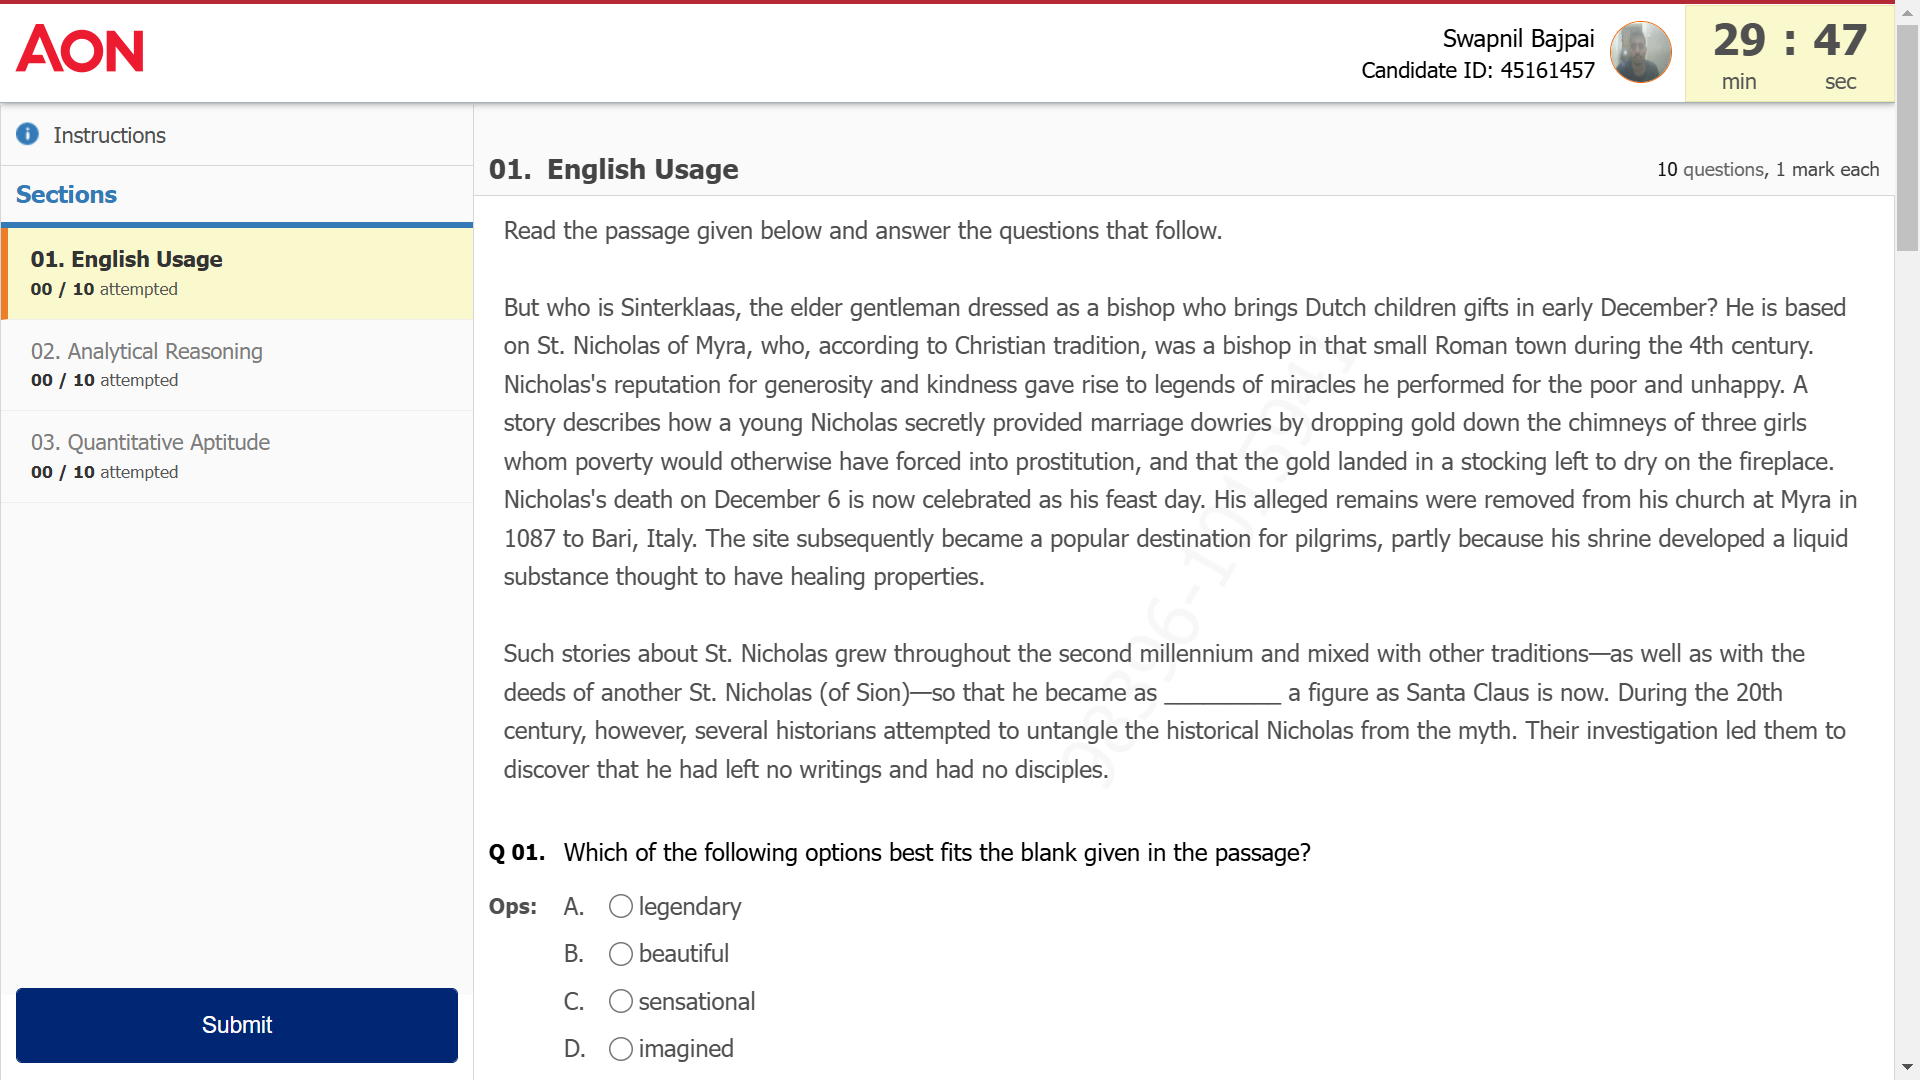 AON
Swapnil Bajpai
Candidate ID: 45161457
29 : 47
min sec
Instructions
Sections
01. English Usage
00 / 10 attempted
02. Analytical Reasoning
00 / 10 attempted
03. Quantitative Aptitude
00 / 10 attempted
Submit
01. English Usage
10 questions, 1 mark each
Read the passage given below and answer the questions that follow.
But who is Sinterklaas, the elder gentleman dressed as a bishop who brings Dutch children gifts in early December? He is based
on St. Nicholas of Myra, who, according to Christian tradition, was a bishop in that small Roman town during the 4th century.
Nicholas's reputation for generosity and kindness gave rise to legends of miracles he performed for the poor and unhappy. A
story describes how a young Nicholas secretly provided marriage dowries by dropping gold down the chimneys of three girls
whom poverty would otherwise have forced into prostitution, and that the gold landed in a stocking left to dry on the fireplace.
Nicholas's death on December 6 is now celebrated as his feast day. His alleged remains were removed from his church at Myra in
1087 to Bari, Italy. The site subsequently became a popular destination for pilgrims, partly because his shrine developed a liquid
substance thought to have healing properties.
Such stories about St. Nicholas grew throughout the second millennium and mixed with other traditions—as well as with the
deeds of another St. Nicholas (of Sion)—so that he became as _________ a figure as Santa Claus is now. During the 20th
century, however, several historians attempted to untangle the historical Nicholas from the myth. Their investigation led them to
discover that he had left no writings and had no disciples.
Q 01. Which of the following options best fits the blank given in the passage?
Ops: A. legendary
B. beautiful
C. sensational
D. imagined